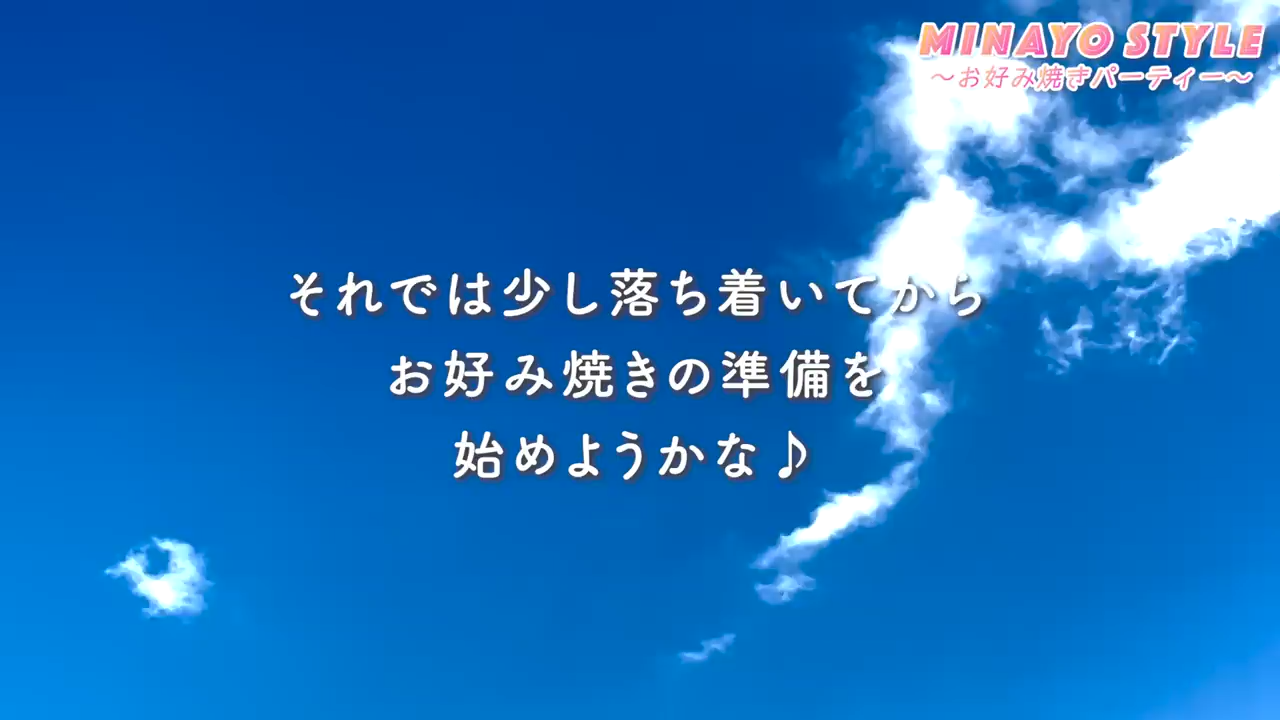 MINAYO STYLE
～お好み焼きパーティー～
それでは少し落ち着いてから
お好み焼きの準備を
始めようかな♪